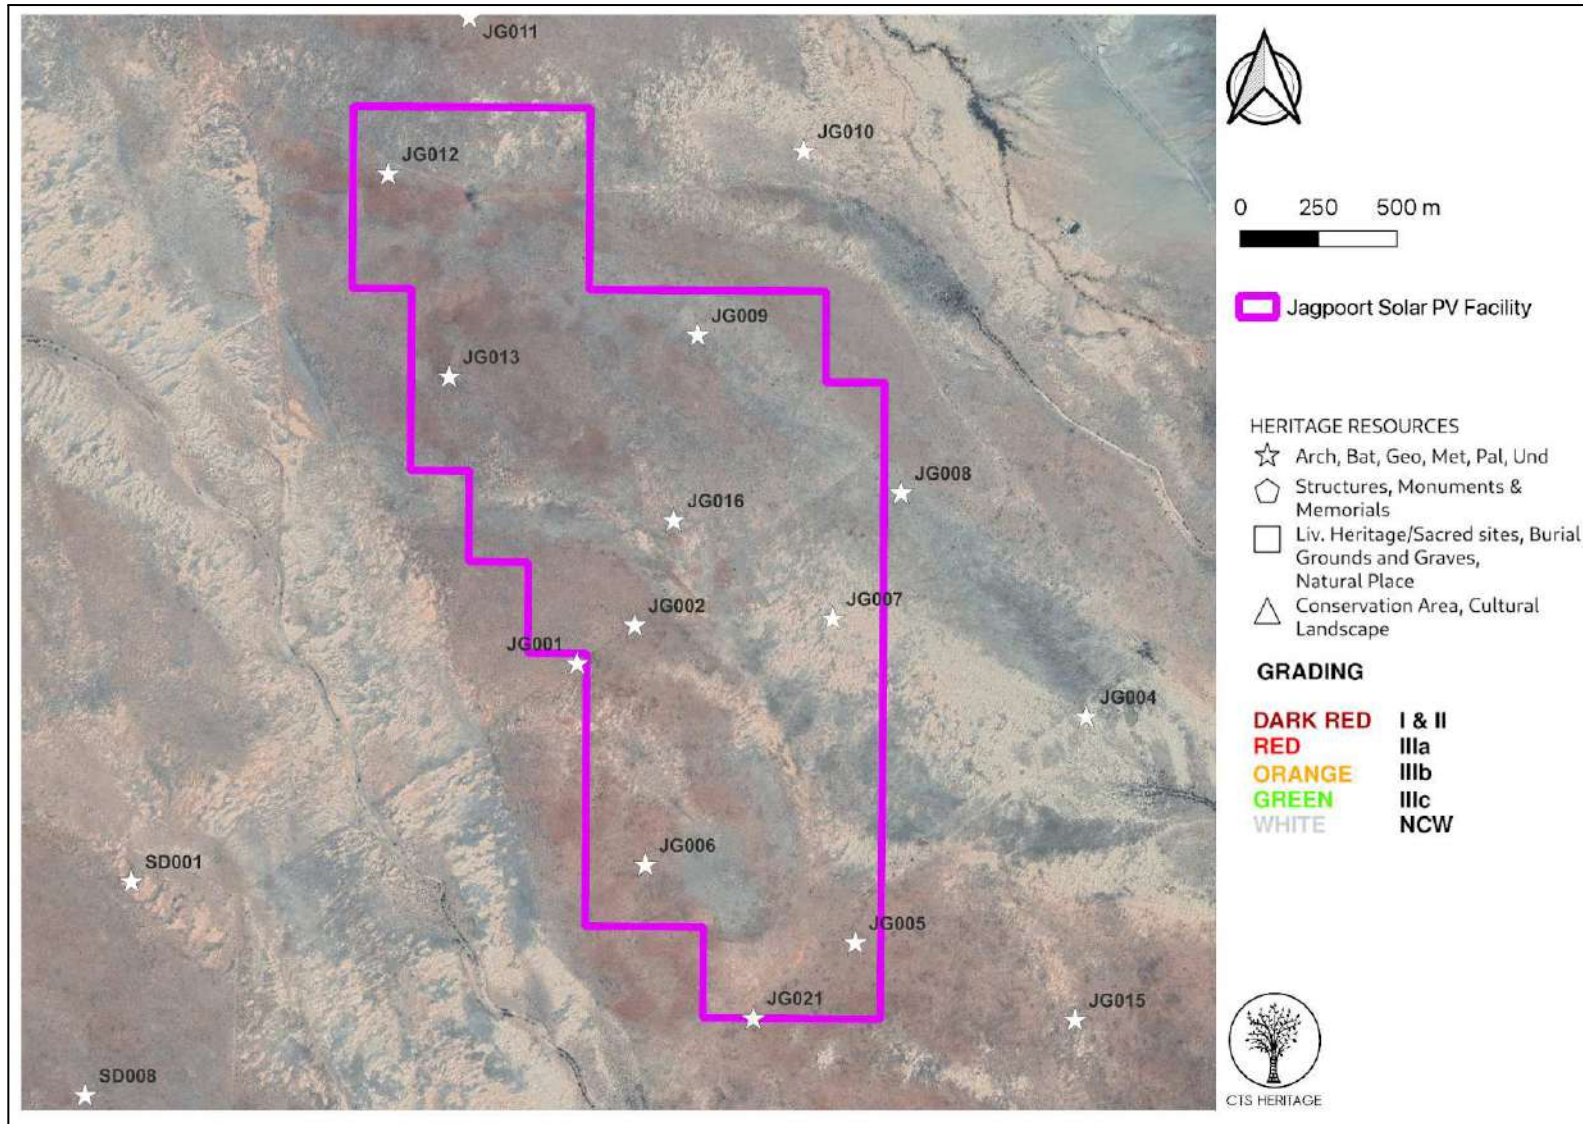 JG011
JG010
JG012
JG009
JG013
JG008
JG016
JG007
JG002
JG001
JG004
JG006
SD001
JG005
JG021
JG015
SD008
0 250 500 m
Jagpoort Solar PV Facility
HERITAGE RESOURCES
Arch, Bat, Geo, Met, Pal, Und
Structures, Monuments &
Memorials
Liv. Heritage/Sacred sites, Burial
Grounds and Graves,
Natural Place
Conservation Area, Cultural
Landscape
GRADING
DARK RED I & II
RED IIIa
ORANGE IIIb
GREEN IIIc
WHITE NCW
CTS HERITAGE